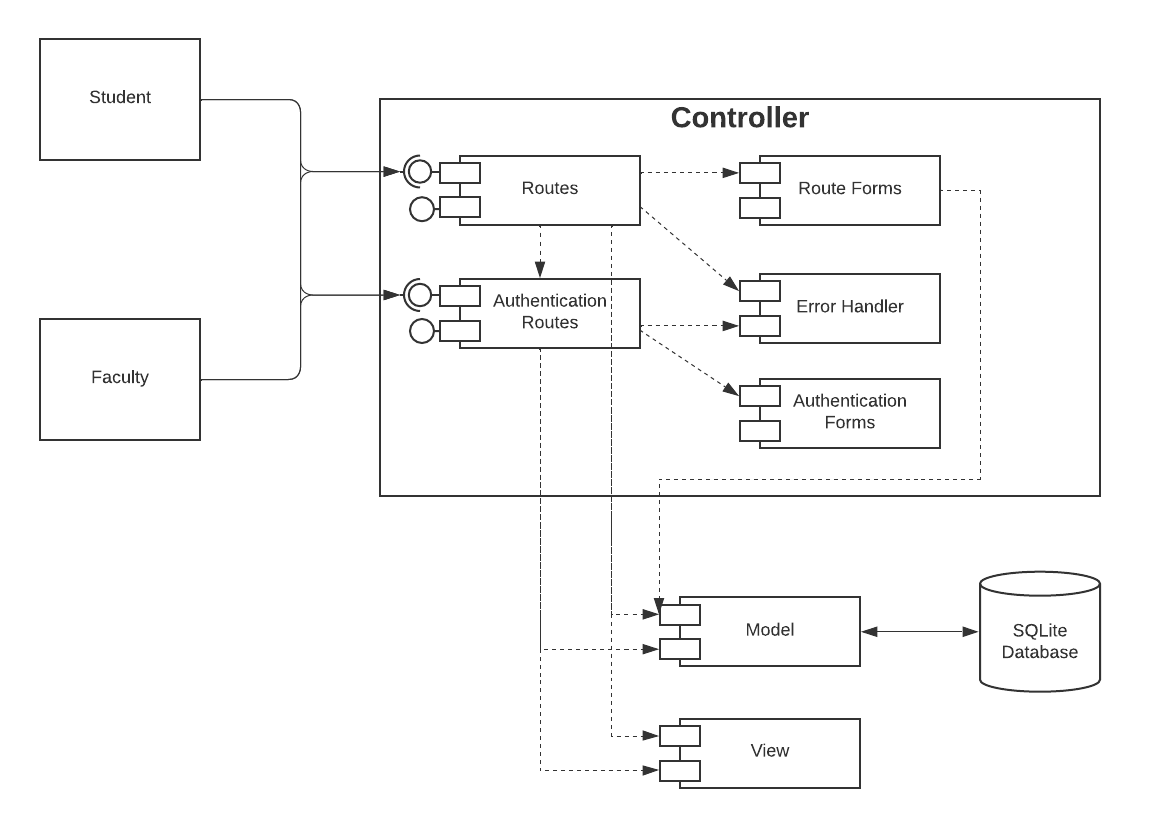 Student
Controller
Routes
Route Forms
Authentication
Routes
Error Handler
Faculty
Authentication
Forms
Model
SQLite
Database
View